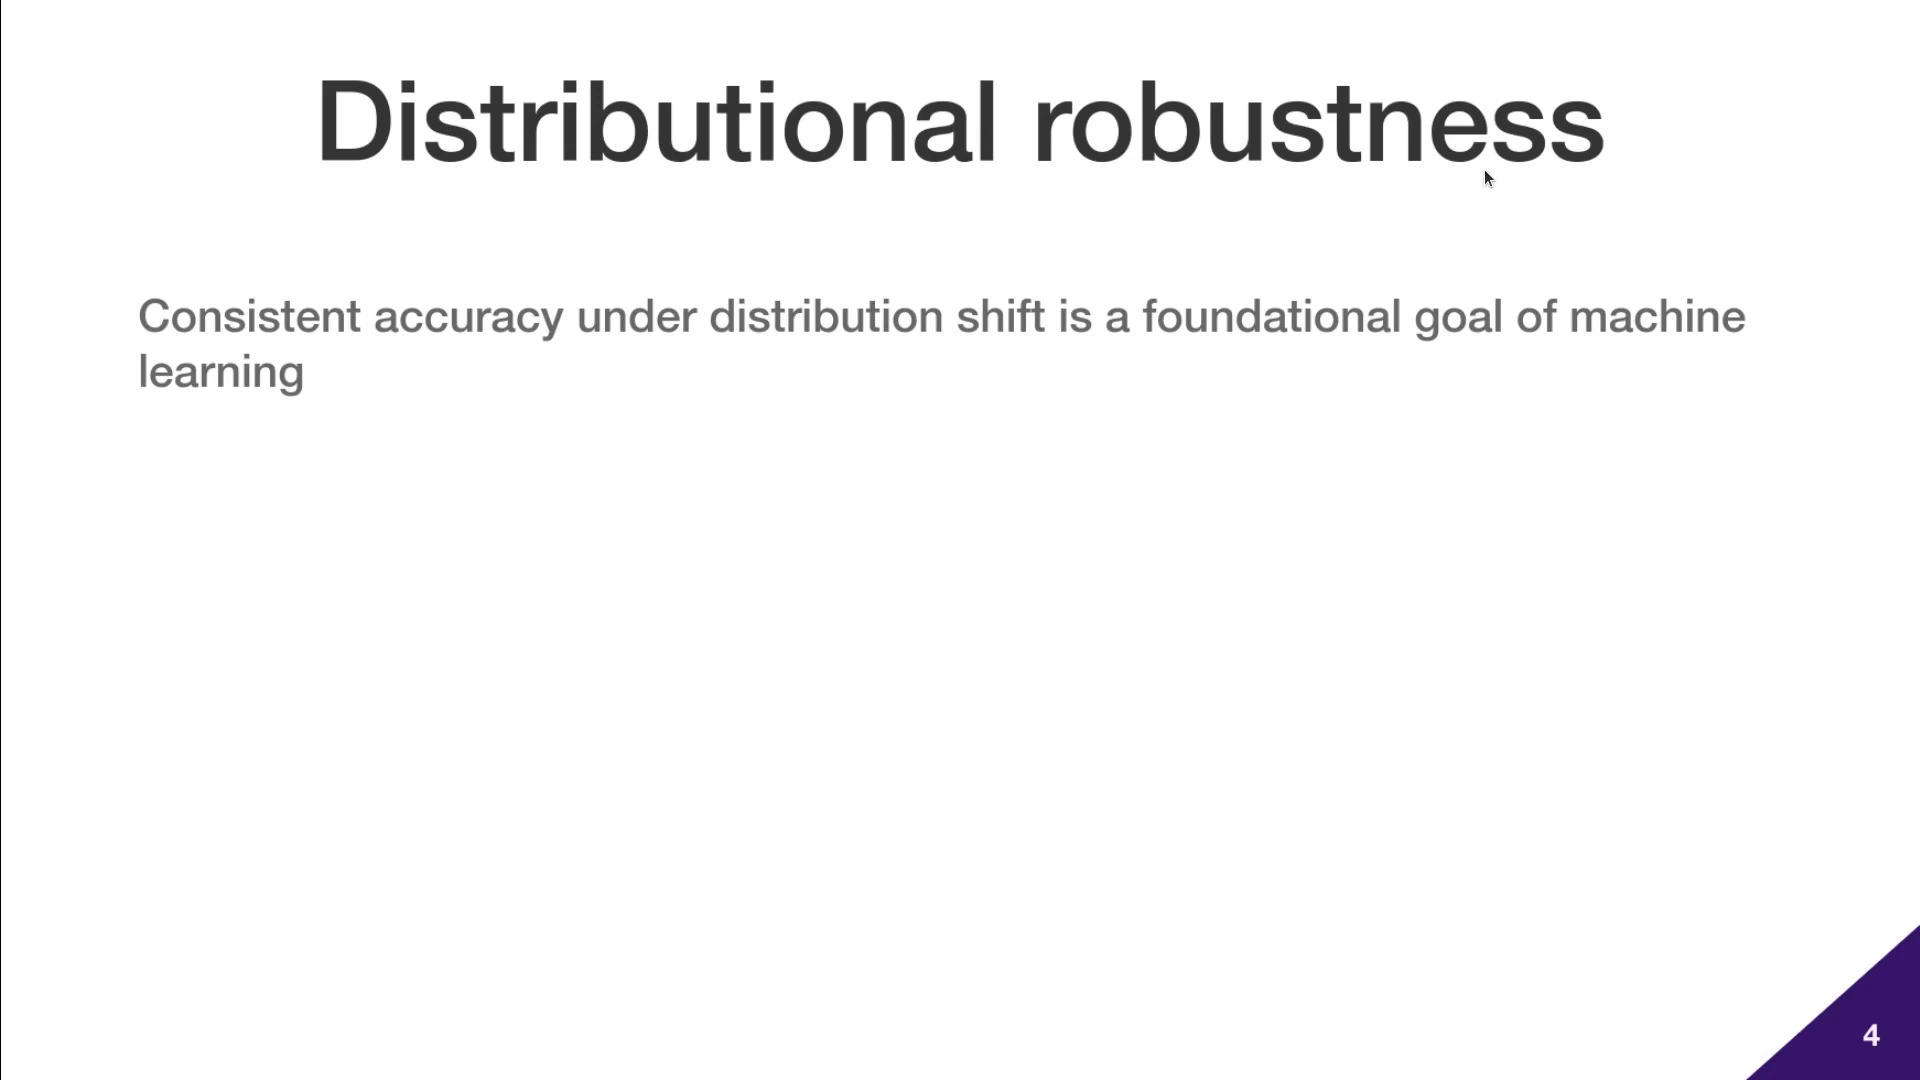 Distributional robustness
Consistent accuracy under distribution shift is a foundational goal of machine
learning
4